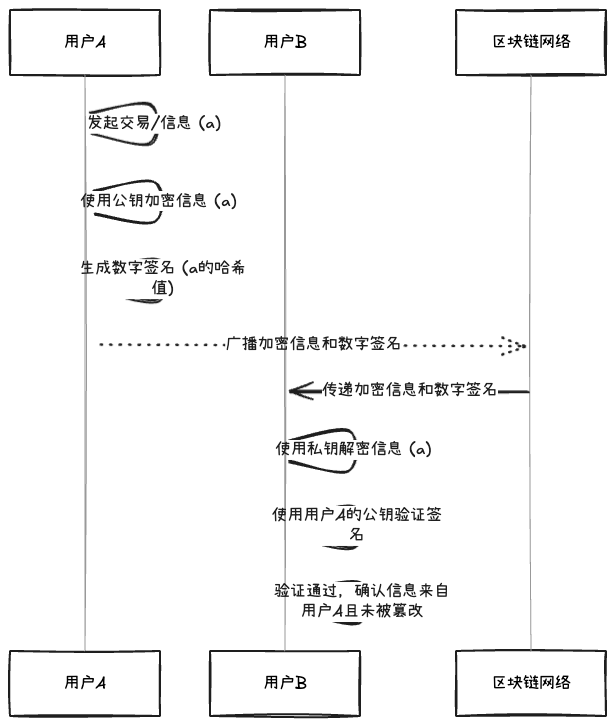 用户A
用户B
区块链网络
发起交易/信息 (a)
使用公钥加密信息 (a)
生成数字签名 (a的哈希
值)
广播加密信息和数字签名
传递加密信息和数字签名
使用私钥解密信息 (a)
使用用户A的公钥验证签
名
验证通过, 确认信息来自
用户A且未被篡改
用户A
用户B
区块链网络